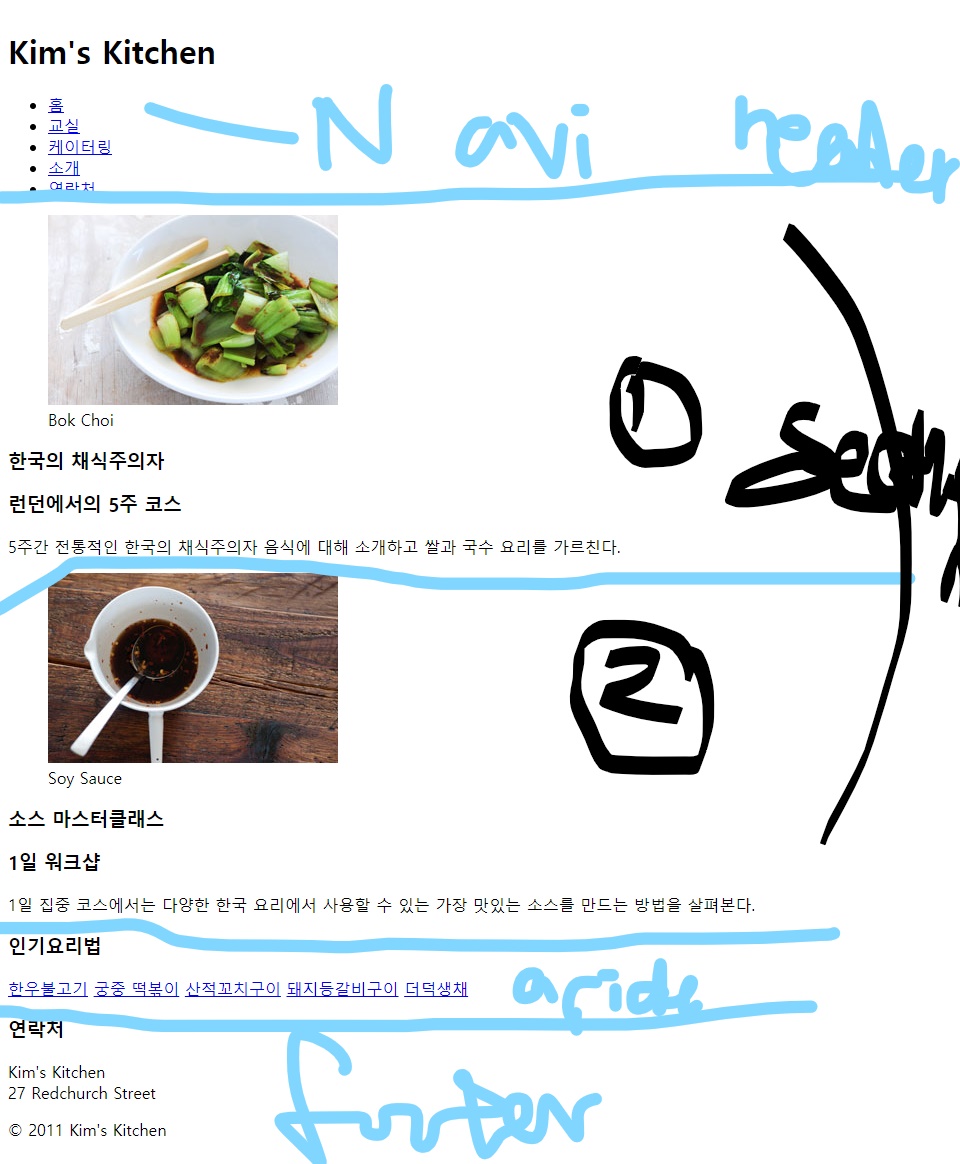 Kim's Kitchen
홈
교실
케이터링
소개
연락처
Navi header
Bok Choi
한국의 채식주의자
런던에서의 5주 코스
5주간 전통적인 한국의 채식주의자 음식에 대해 소개하고 쌀과 국수 요리를 가르친다.
1
2
Soy Sauce
소스 마스터클래스
1일 워크샵
1일 집중 코스에서는 다양한 한국 요리에서 사용할 수 있는 가장 맛있는 소스를 만드는 방법을 살펴본다.
인기요리법
한우불고기 궁중 떡볶이 산적꼬치구이 돼지등갈비구이 더덕생채
aside
연락처
Kim's Kitchen
27 Redchurch Street
footer
© 2011 Kim's Kitchen